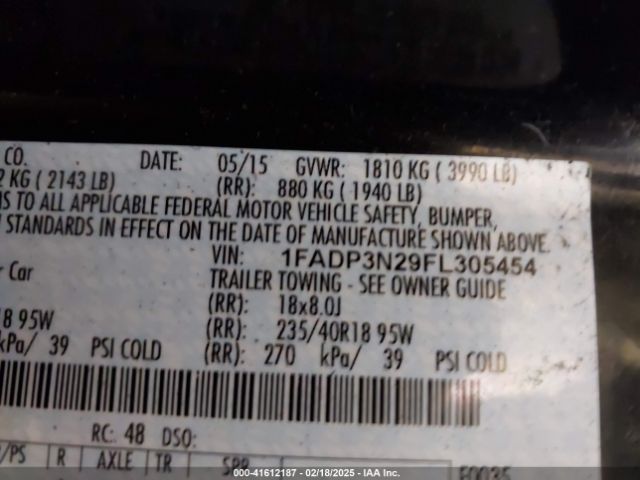 CO. DATE: 05/15 GVWR: 1810 KG ( 3990 LB)
KG ( 2143 LB) (RR): 880 KG ( 1940 LB)
TO ALL APPLICABLE FEDERAL MOTOR VEHICLE SAFETY, BUMPER,
STANDARDS IN EFFECT ON THE DATE OF MANUFACTURE SHOWN ABOVE.
VIN: 1FADP3N29FL305454
Car TRAILER TOWING - SEE OWNER GUIDE
(RR): 18x8.0J
18 95W (RR): 235/40R18 95W
kPa/ 39 PSI COLD (RR): 270 kPa/ 39 PSI COLD
RC: 48 DSO:
/PS R AXLE TR SPR E0035
00-41612187 - 02/18/2025 - IAA Inc.